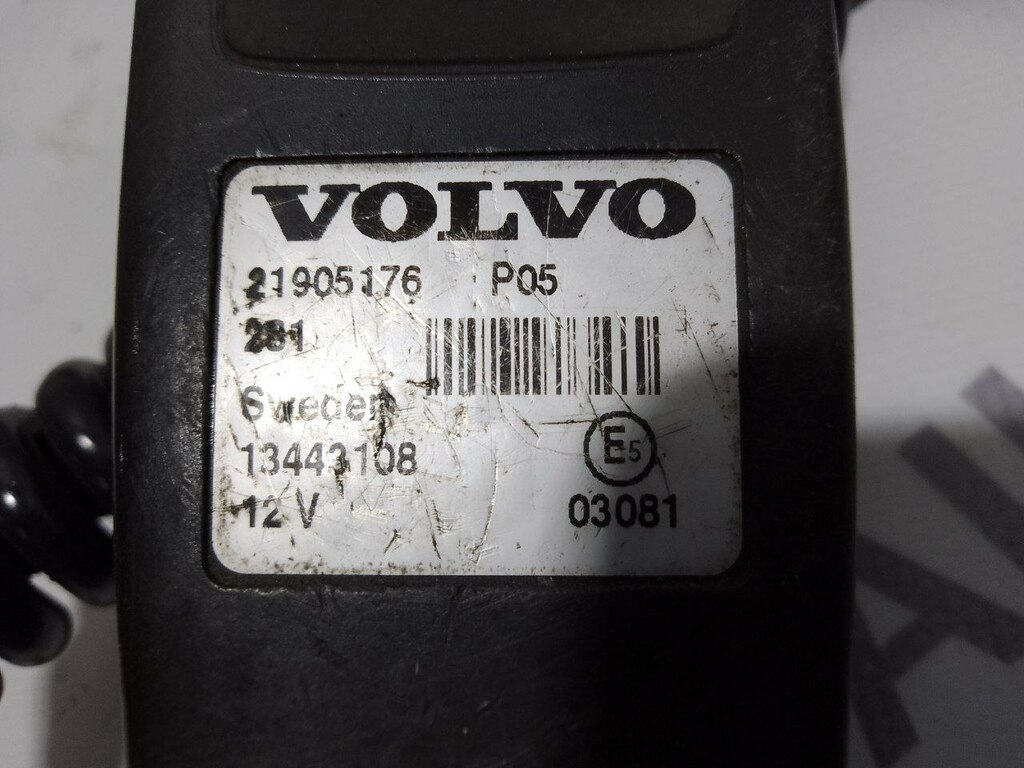 VOLVO
21905176 P05
281
Sweden
13443108
E5
12 V
03081